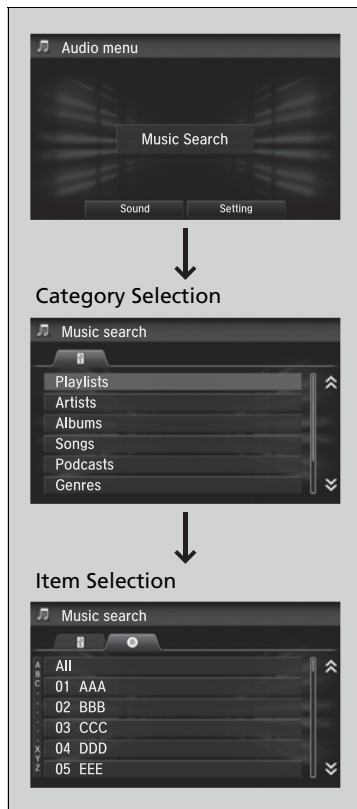 Audio menu
Music Search
Sound Setting
Category Selection
Music search
Playlists
Artists
Albums
Songs
Podcasts
Genres
Item Selection
Music search
All
01 AAA
02 BBB
03 CCC
04 DDD
05 EEE
A
B
C
X
Y
Z